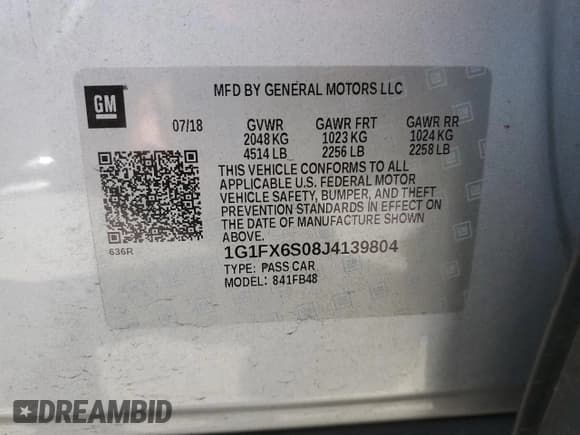 GM
MFD BY GENERAL MOTORS LLC
07/18 GVWR GAWR FRT GAWR RR
2048 KG 1023 KG 1024 KG
4514 LB 2256 LB 2258 LB
THIS VEHICLE CONFORMS TO ALL
APPLICABLE U.S. FEDERAL MOTOR
VEHICLE SAFETY, BUMPER, AND THEFT
PREVENTION STANDARDS IN EFFECT ON
THE DATE OF MANUFACTURE SHOWN
ABOVE.
636R
1G1FX6S08J4139804
TYPE: PASS CAR
MODEL: 841FB48
DREAMBID